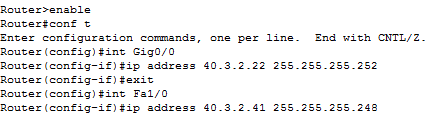 Router>enable
Router#conf t
Enter configuration commands, one per line.  End with CNTL/Z.
Router(config)#int Gig0/0
Router(config-if)#ip address 40.3.2.22 255.255.255.252
Router(config-if)#exit
Router(config)#int Fa1/0
Router(config-if)#ip address 40.3.2.41 255.255.255.248